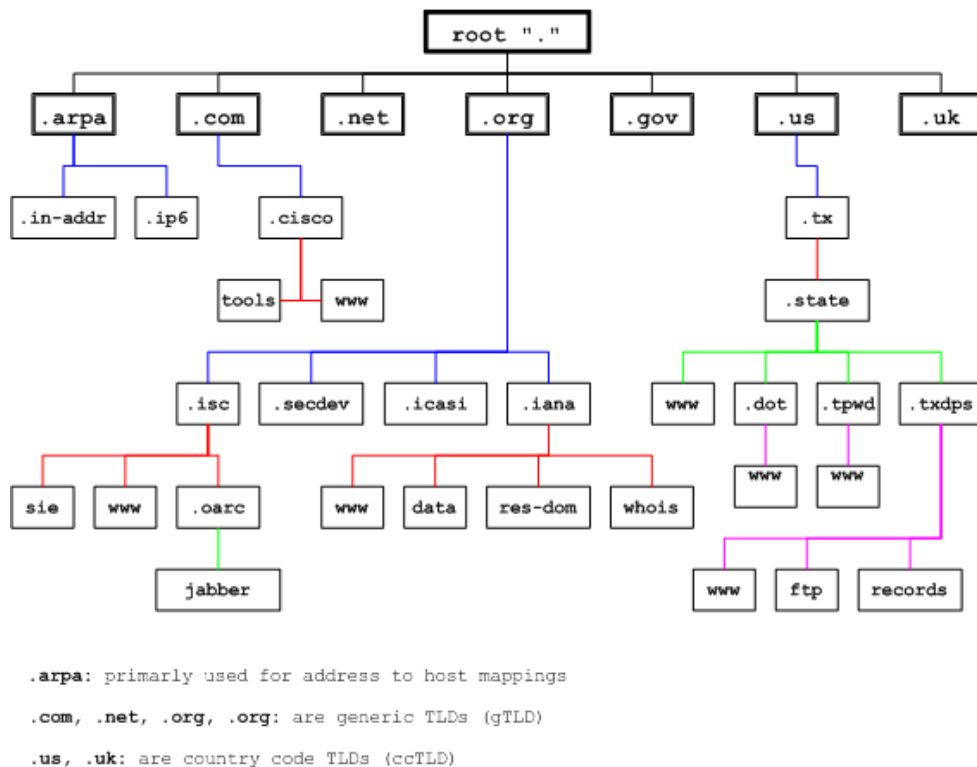 root "."
.arpa .com .net .org .gov .us .uk
.in-addr .ip6 .cisco .tx
tools www .state
.isc .secdev .icasi .iana www .dot .tpwd .txdps
www www
sie www .oarc www data res-dom whois
jabber www ftp records
.arpa: primarly used for address to host mappings
.com, .net, .org, .org: are generic TLDs (gTLD)
.us, .uk: are country code TLDs (ccTLD)